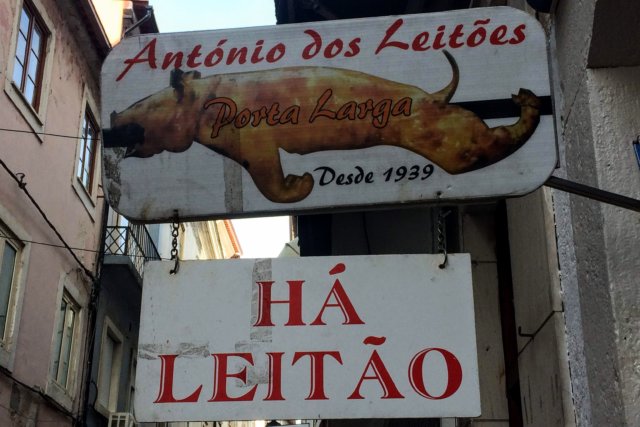 António dos Leitões
Porta Larga
Desde 1939
HÁ
LEITÃO